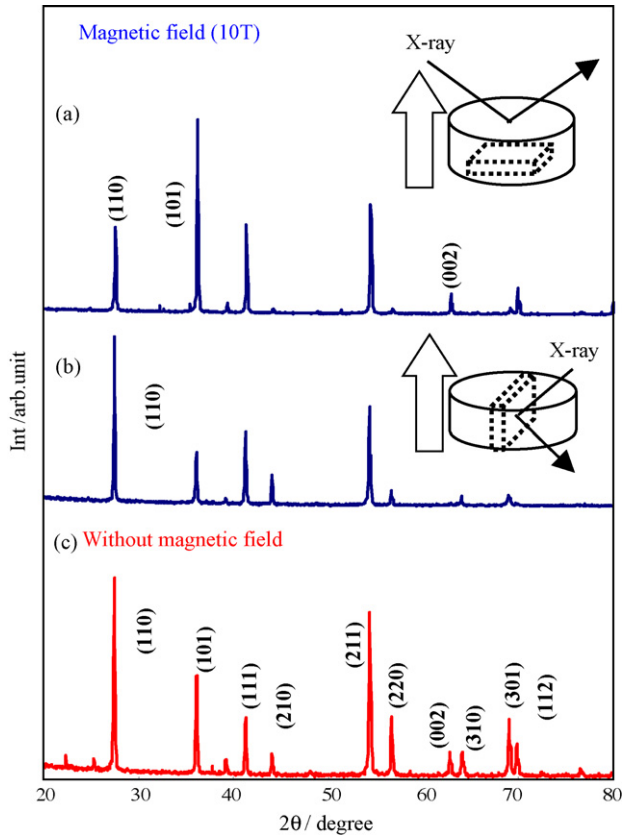 Magnetic field (10T)
X-ray
(a)
(110)
(101)
(002)
(b)
X-ray
(110)
(c) Without magnetic field
(110)
(101)
(111)
(210)
(211)
(220)
(002)
(310)
(301)
(112)
Int /arb.unit
20 30 40 50 60 70 80
2θ / degree